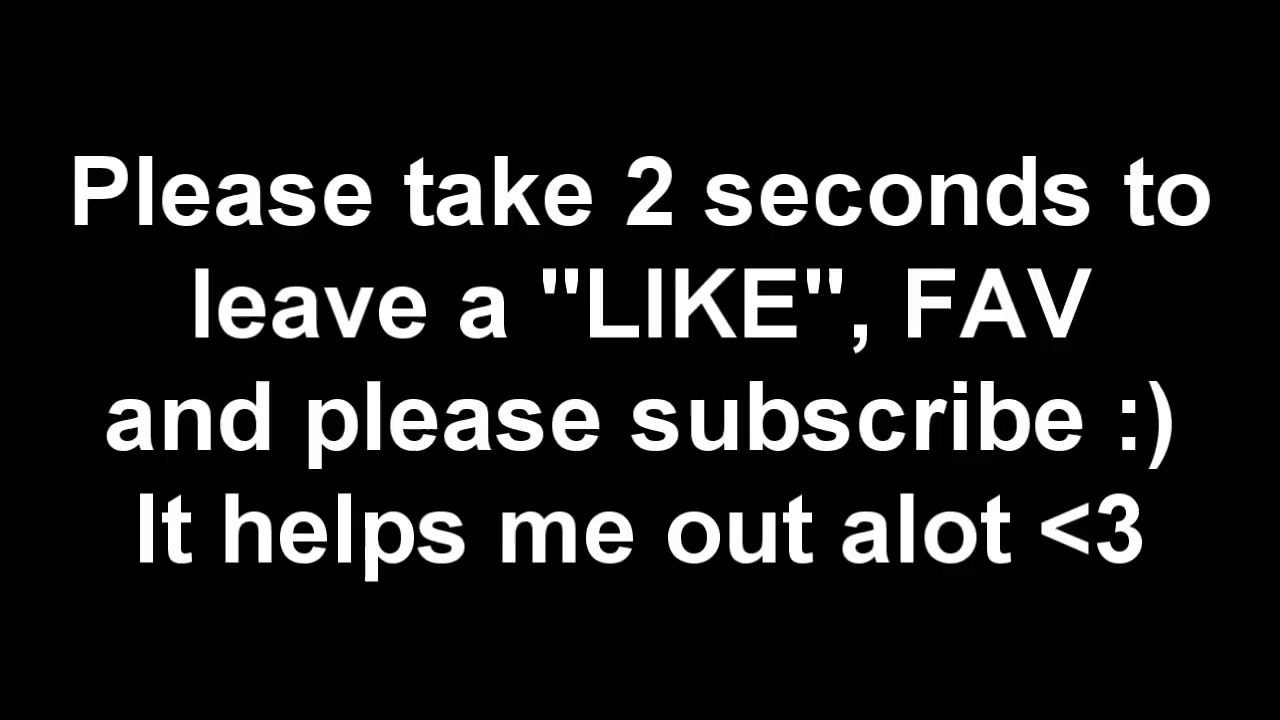 Please take 2 seconds to
leave a "LIKE", FAV
and please subscribe :)
It helps me out alot <3